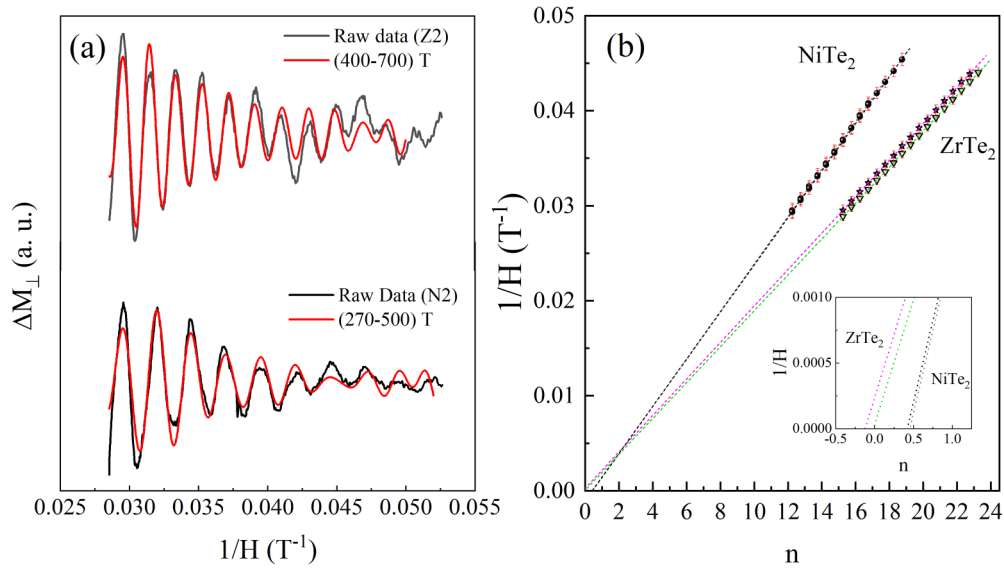 (a)
Raw data (Z2)
(400-700) T
Raw Data (N2)
(270-500) T
ΔM⊥ (a. u.)
0.025 0.030 0.035 0.040 0.045 0.050 0.055
1/H (T⁻¹)
(b)
NiTe₂
ZrTe₂
0.05
0.04
0.03
0.02
0.01
0.00
1/H (T⁻¹)
0 2 4 6 8 10 12 14 16 18 20 22 24
n
0.0010
0.0005
0.0000
1/H
ZrTe₂
NiTe₂
-0.5 0.0 0.5 1.0
n